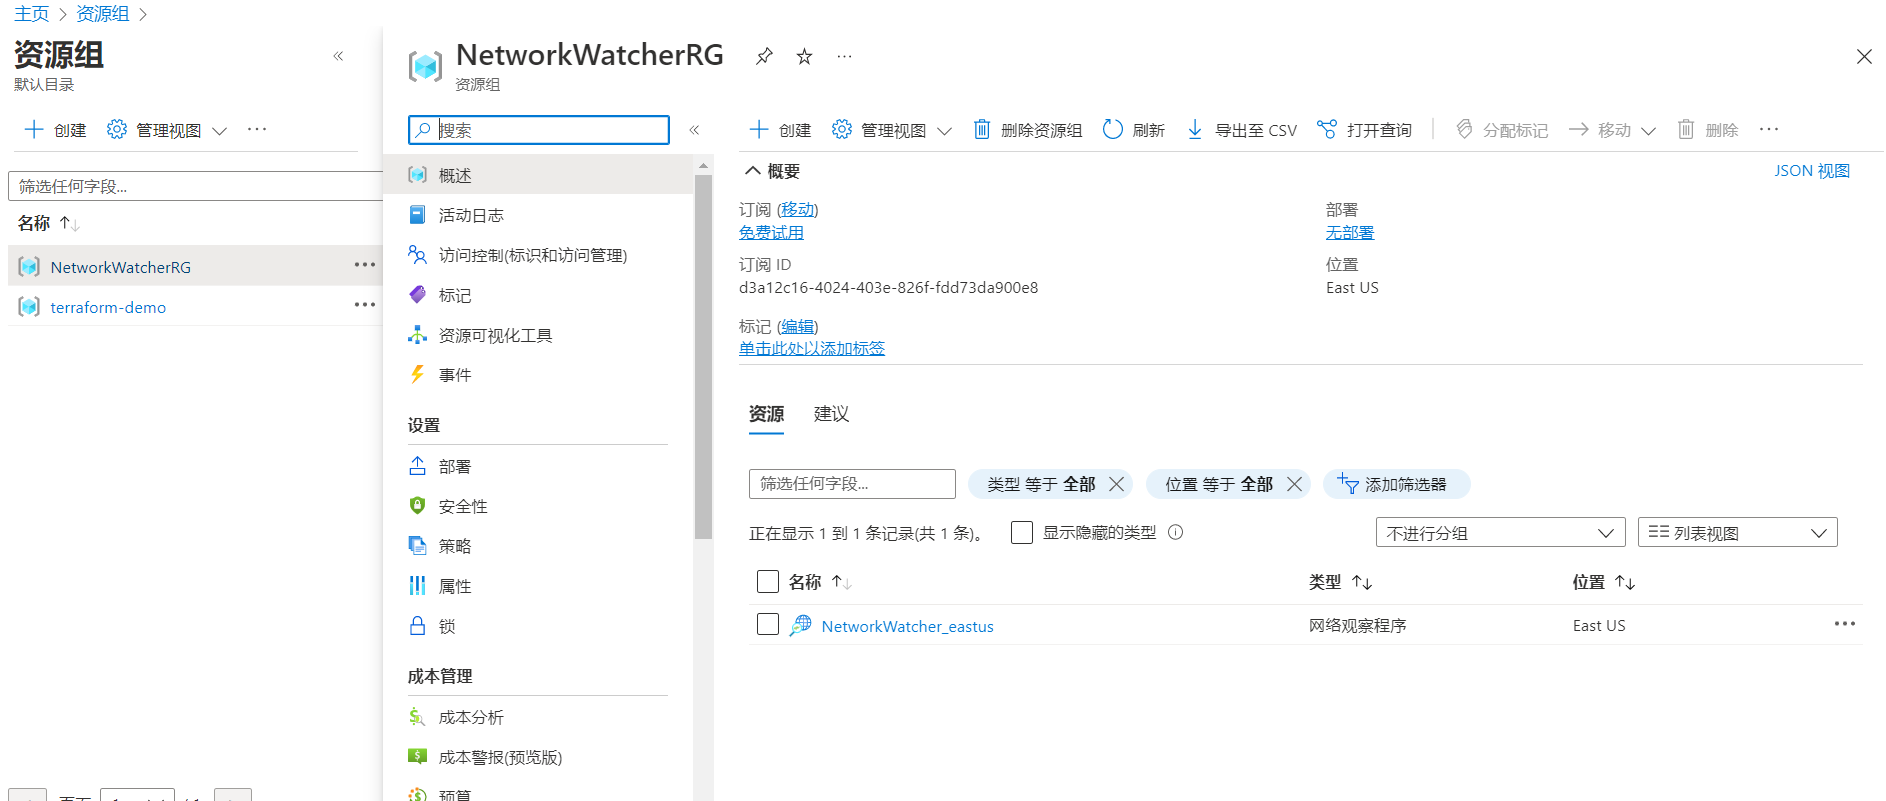 主页 > 资源组 >
资源组
默认目录
创建 管理视图 ...
筛选任何字段...
名称
NetworkWatcherRG
terraform-demo
NetworkWatcherRG
资源组
搜索
概述
活动日志
访问控制(标识和访问管理)
标记
资源可视化工具
事件
设置
部署
安全性
策略
属性
锁
成本管理
成本分析
成本警报(预览版)
预算
创建 管理视图 删除资源组 刷新 导出至 CSV 打开查询 分配标记 移动 删除 ...
概要
JSON 视图
订阅 (移动)
免费试用
订阅 ID
d3a12c16-4024-403e-826f-fdd73da900e8
标记 (编辑)
单击此处以添加标签
部署
无部署
位置
East US
资源 建议
筛选任何字段... 类型 等于 全部 位置 等于 全部 添加筛选器
正在显示 1 到 1 条记录(共 1 条)。 显示隐藏的类型 不进行分组 列表视图
名称 类型 位置
NetworkWatcher_eastus 网络观察程序 East US